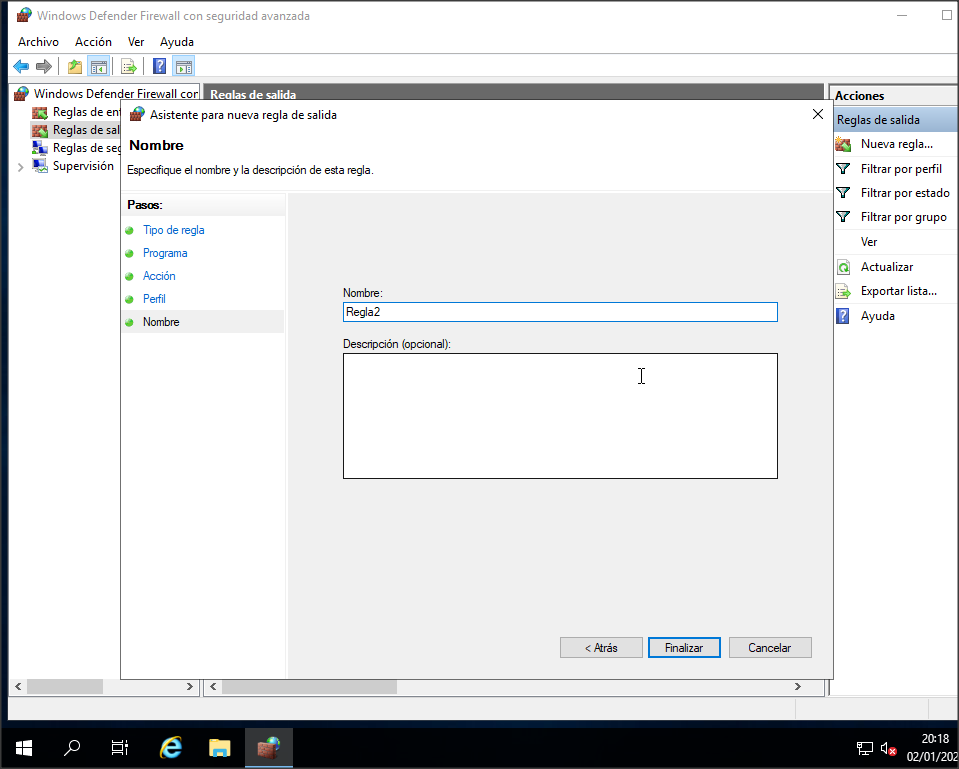 Windows Defender Firewall con seguridad avanzada
Archivo Acción Ver Ayuda
Windows Defender Firewall cor
Reglas de en
Reglas de sal
Reglas de seg
Supervisión
Reglas de salida
Asistente para nueva regla de salida
Nombre
Especifique el nombre y la descripción de esta regla.
Pasos:
Tipo de regla
Programa
Acción
Perfil
Nombre
Nombre:
Regla2
Descripción (opcional):
< Atrás Finalizar Cancelar
Acciones
Reglas de salida
Nueva regla...
Filtrar por perfil
Filtrar por estado
Filtrar por grupo
Ver
Actualizar
Exportar lista...
Ayuda
20:18
02/01/202